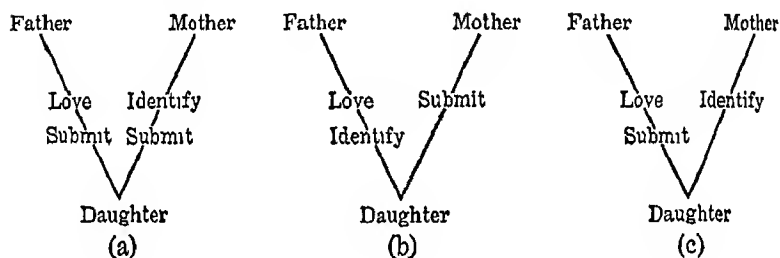 Father Mother Father Mother Father Mother
Love Identify Love Submit Love Identify
Submit Submit Identify Submit
Daughter Daughter Daughter
(a) (b) (c)